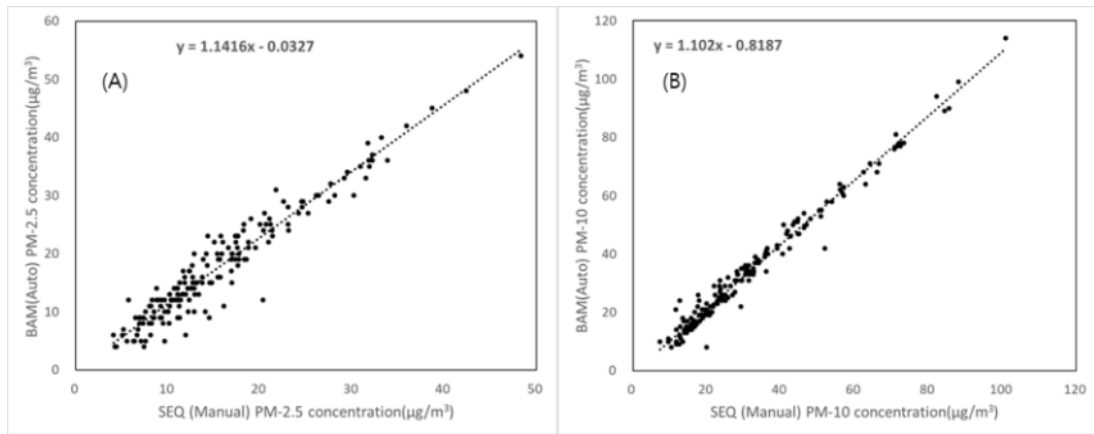 y = 1.1416x - 0.0327
(A)
BAM(Auto) PM-2.5 concentration(µg/m³)
60
50
40
30
20
10
0
0 10 20 30 40 50
SEQ (Manual) PM-2.5 concentration(µg/m³)
y = 1.102x - 0.8187
(B)
BAM(Auto) PM-10 concentration(µg/m³)
120
100
80
60
40
20
0
0 20 40 60 80 100 120
SEQ (Manual) PM-10 concentration(µg/m³)